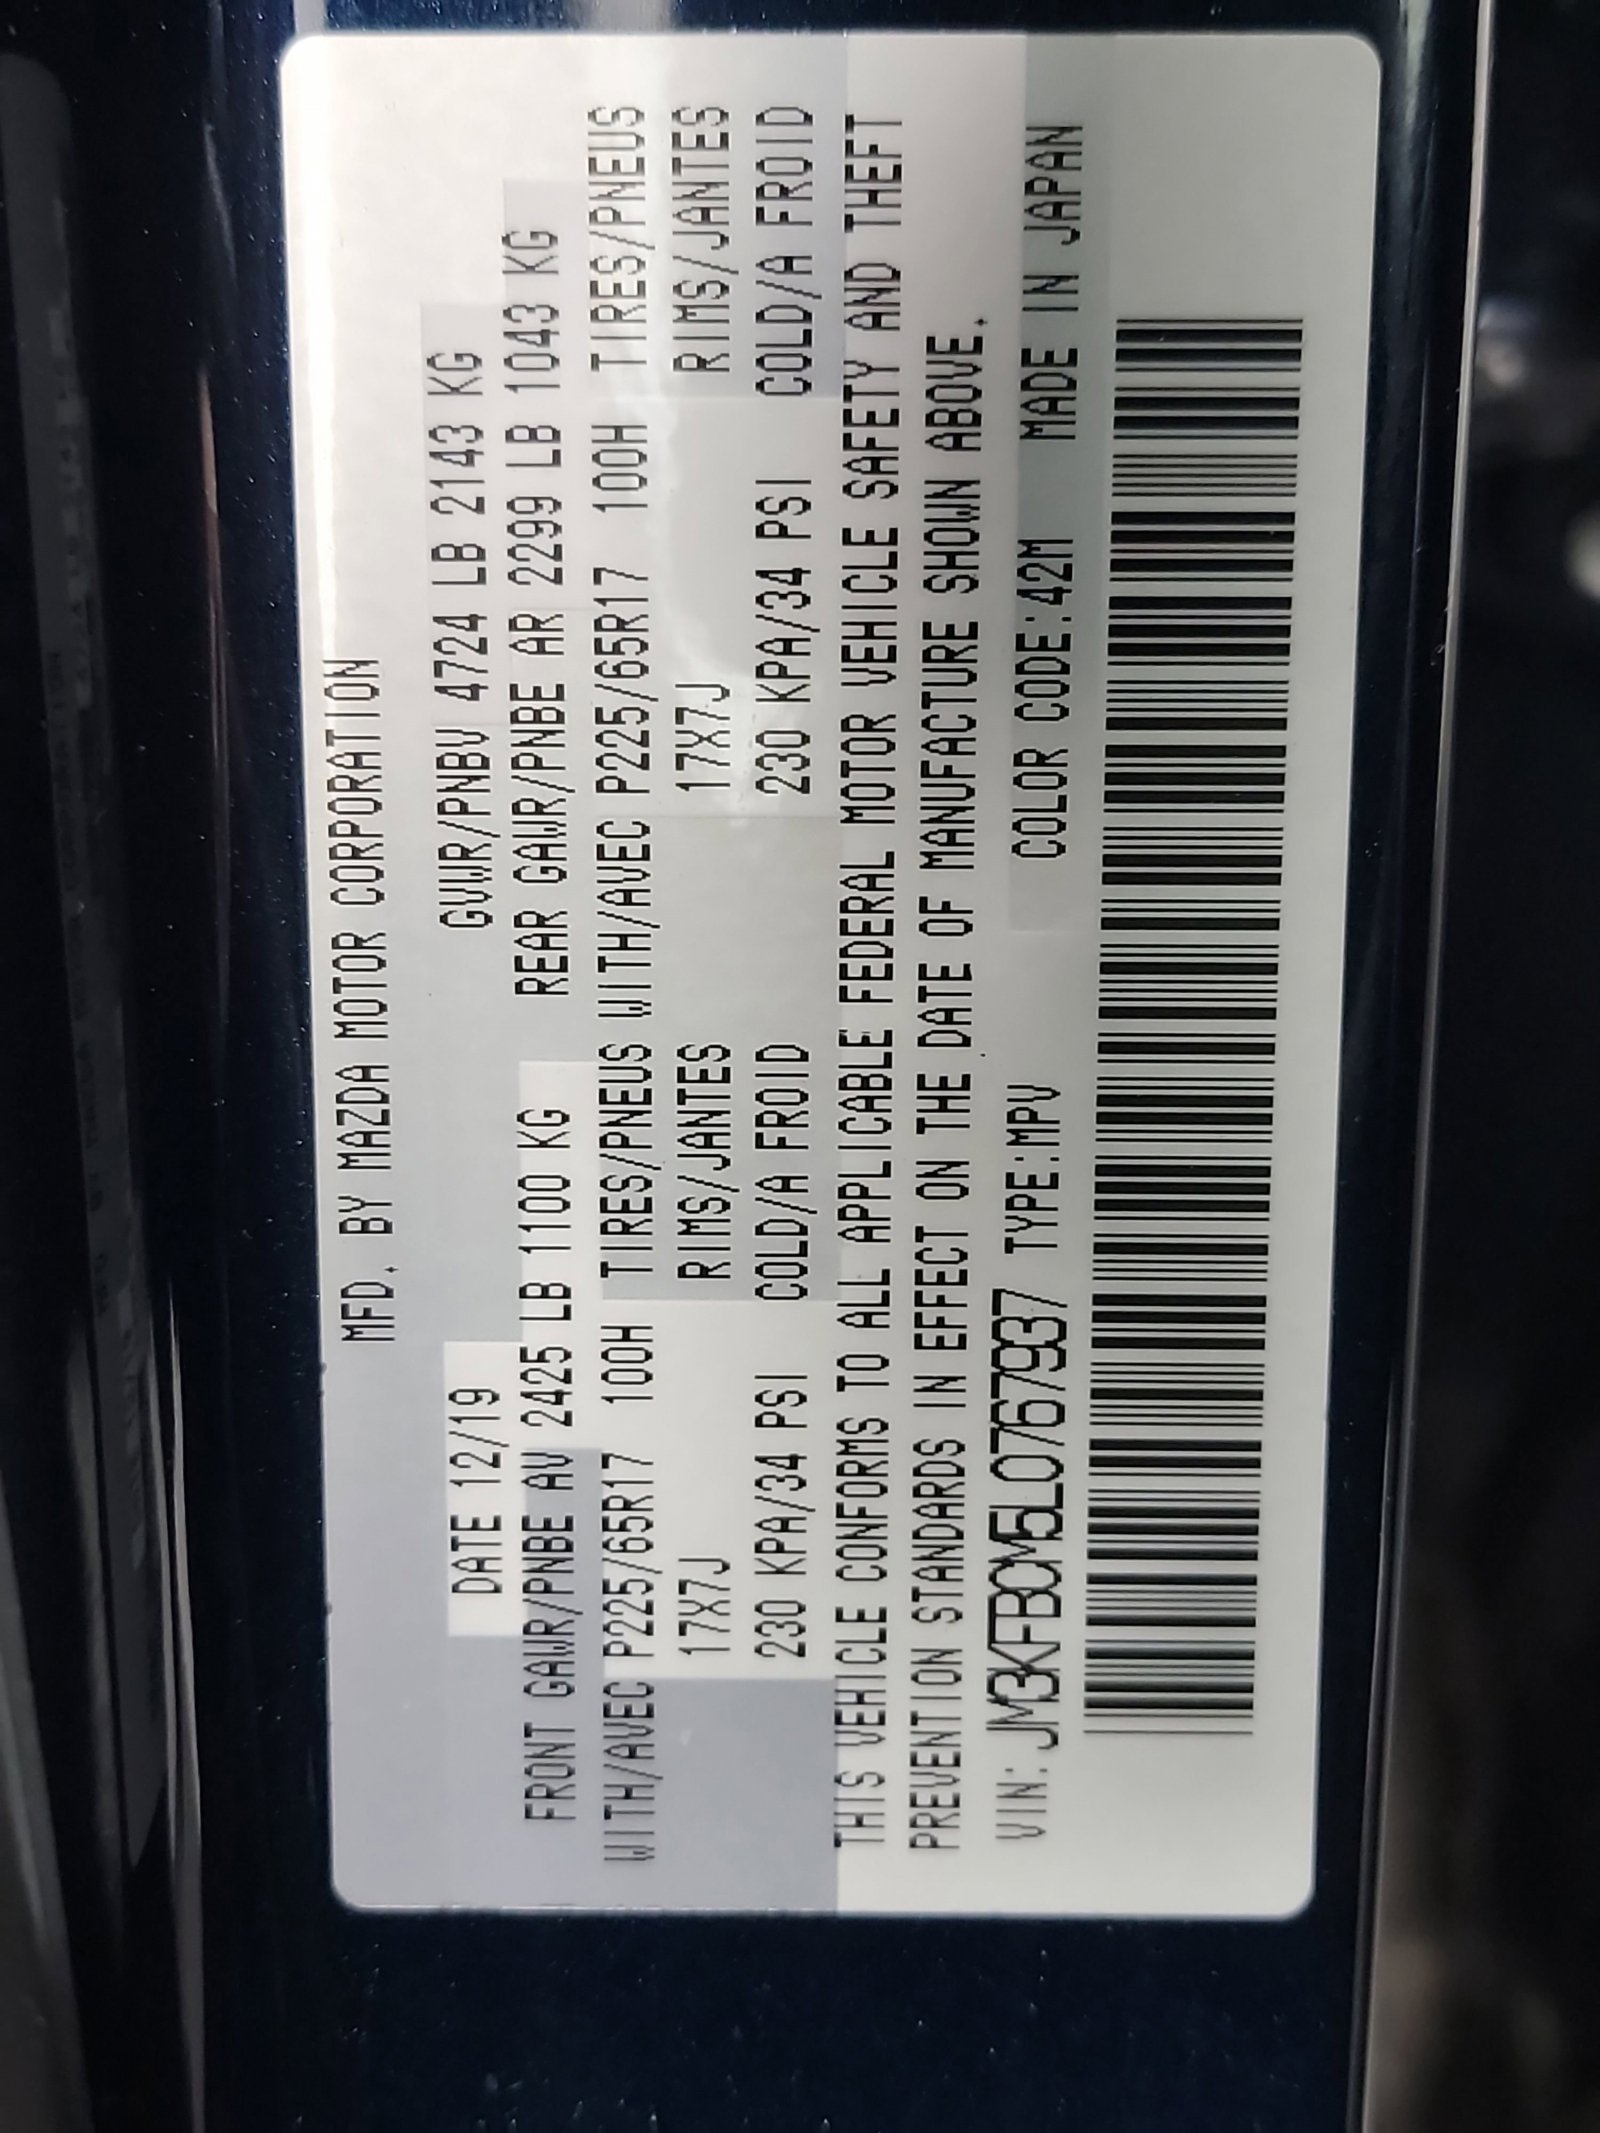 MFD. BY MAZDA MOTOR CORPORATION
DATE 12/19 GVWR/PNBV 4724 LB 2143 KG
FRONT GAWR/PNBE AV 2425 LB 1100 KG REAR GAWR/PNBE AR 2299 LB 1043 KG
WITH/AVEC P225/65R17 100H TIRES/PNEUS WITH/AVEC P225/65R17 100H TIRES/PNEUS
17X7J RIMS/JANTES 17X7J RIMS/JANTES
230 KPA/34 PSI COLD/A FROID 230 KPA/34 PSI COLD/A FROID
THIS VEHICLE CONFORMS TO ALL APPLICABLE FEDERAL MOTOR VEHICLE SAFETY AND THEFT
PREVENTION STANDARDS IN EFFECT ON THE DATE OF MANUFACTURE SHOWN ABOVE.
VIN: JM3KFBCM5L0767937 TYPE:MPV COLOR CODE:42M MADE IN JAPAN